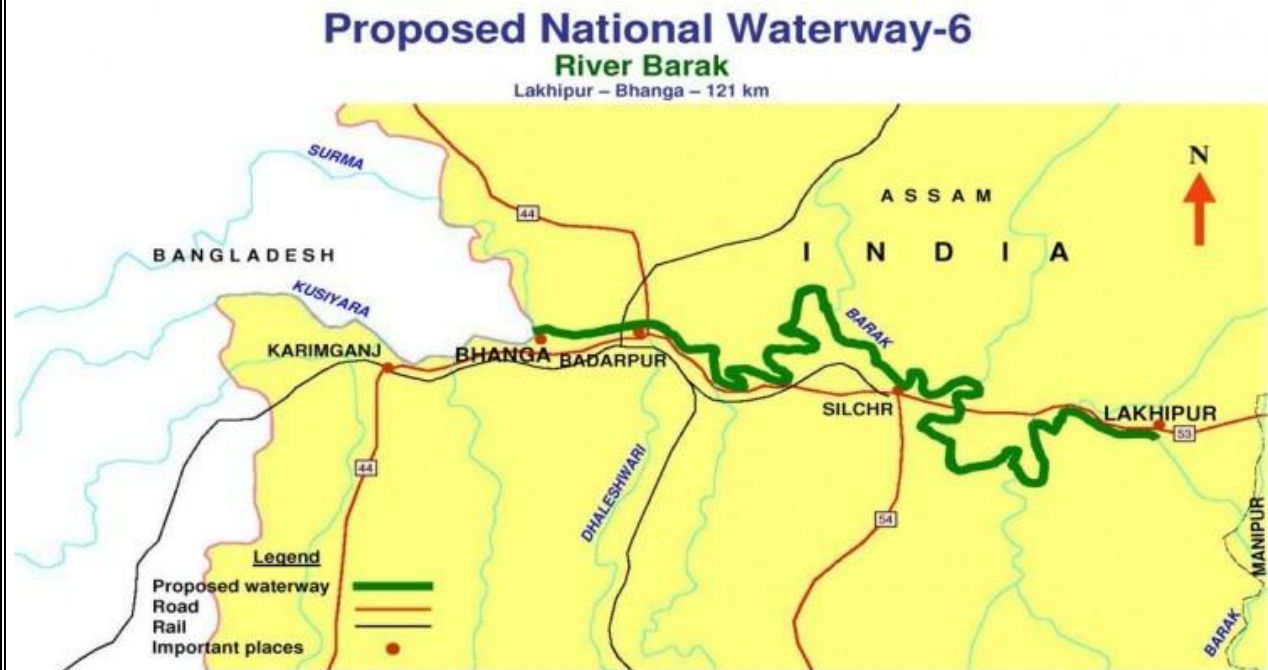 Proposed National Waterway-6
River Barak
Lakhipur – Bhanga – 121 km
SURMA
44
N
ASSAM
BANGLADESH
INDIA
KUSIYARA
BARAK
KARIMGANJ
BHANGA
BADARPUR
SILCHR
LAKHIPUR
53
44
DHALESHWARI
54
MANIPUR
BARAK
Legend
Proposed waterway
Road
Rail
Important places